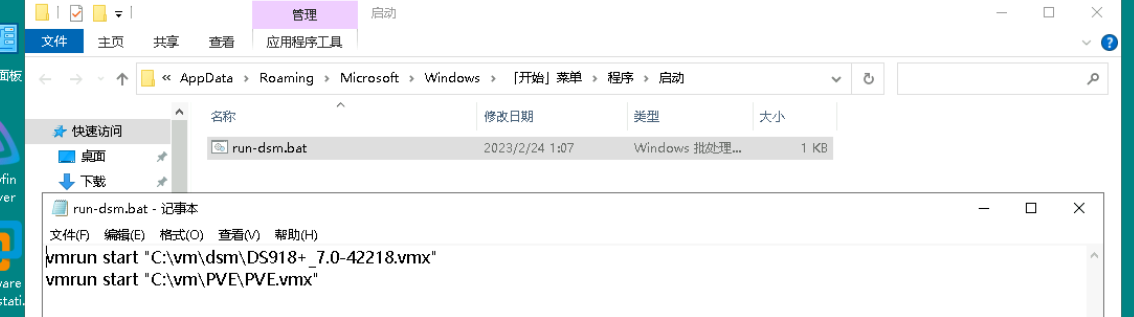 管理
启动
文件
主页
共享
查看
应用程序工具
« AppData > Roaming > Microsoft > Windows > 「开始」菜单 > 程序 > 启动
名称
修改日期
类型
大小
快速访问
桌面
下载
run-dsm.bat
2023/2/24 1:07
Windows 批处理...
1 KB
面板
run-dsm.bat - 记事本
文件(F) 编辑(E) 格式(O) 查看(V) 帮助(H)
vmrun start "C:\vm\dsm\DS918+_7.0-42218.vmx"
vmrun start "C:\vm\PVE\PVE.vmx"